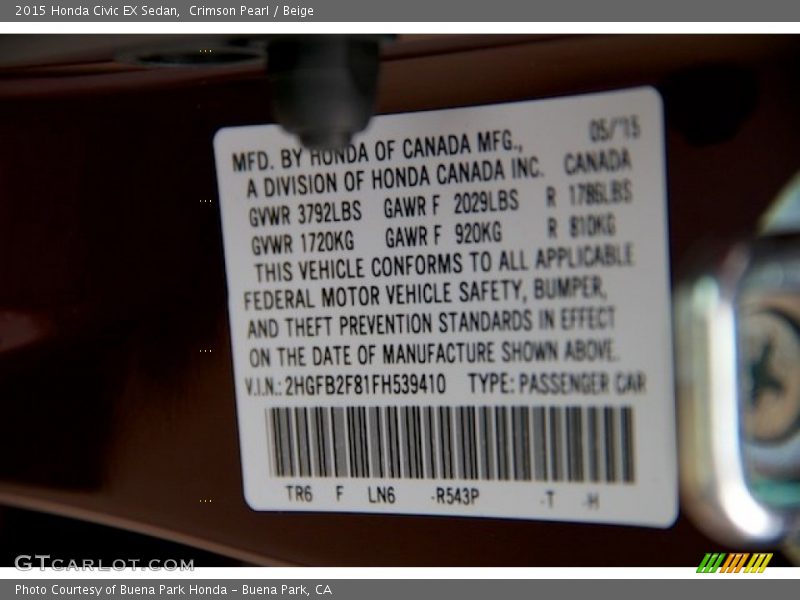 2015 Honda Civic EX Sedan,  Crimson Pearl / Beige
05/'15
MFD. BY HONDA OF CANADA MFG.,
A DIVISION OF HONDA CANADA INC. CANADA
GVWR 3792LBS GAWR F 2029LBS R 1786LBS
GVWR 1720KG GAWR F 920KG R 810KG
THIS VEHICLE CONFORMS TO ALL APPLICABLE
FEDERAL MOTOR VEHICLE SAFETY, BUMPER,
AND THEFT PREVENTION STANDARDS IN EFFECT
ON THE DATE OF MANUFACTURE SHOWN ABOVE.
V.I.N.: 2HGFB2F81FH539410 TYPE: PASSENGER CAR
TR6 F LN6 -R543P -T -H
GTCARLOT.COM
Photo Courtesy of Buena Park Honda - Buena Park, CA